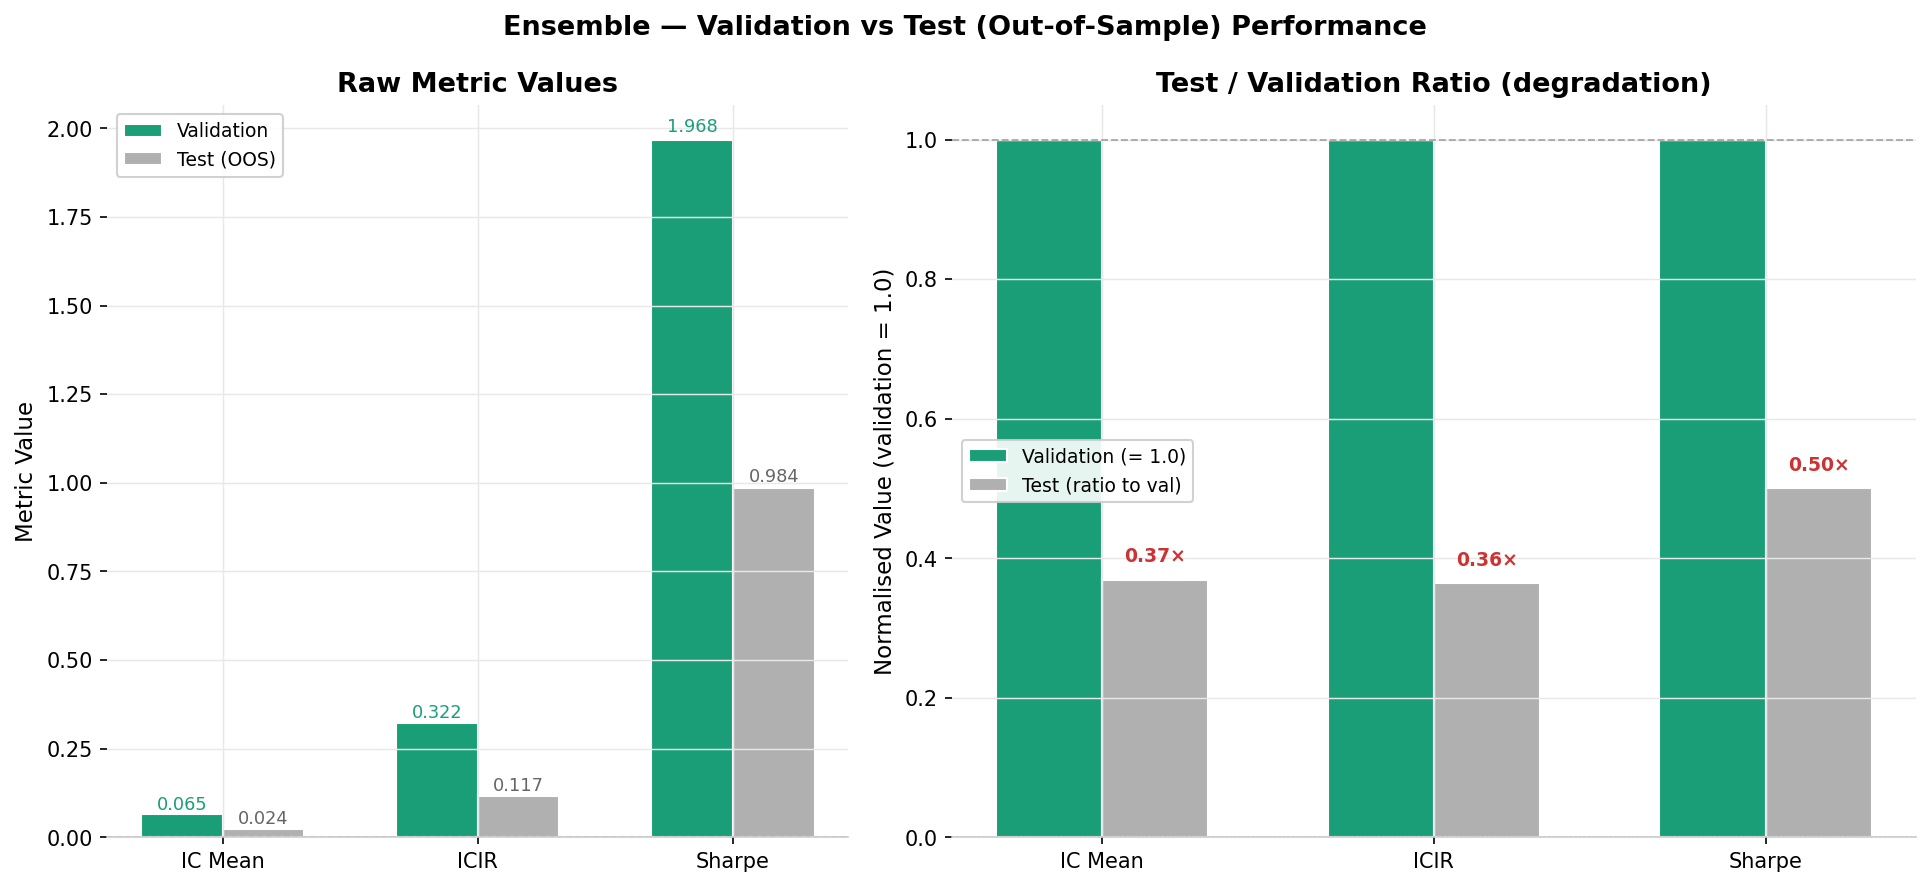 Ensemble — Validation vs Test (Out-of-Sample) Performance
Raw Metric Values
Metric Value
2.00
1.75
1.50
1.25
1.00
0.75
0.50
0.25
0.00
Validation
Test (OOS)
0.065
0.024
0.322
0.117
1.968
0.984
IC Mean
ICIR
Sharpe
Test / Validation Ratio (degradation)
Normalised Value (validation = 1.0)
1.0
0.8
0.6
0.4
0.2
0.0
Validation (= 1.0)
Test (ratio to val)
0.37×
0.36×
0.50×
IC Mean
ICIR
Sharpe